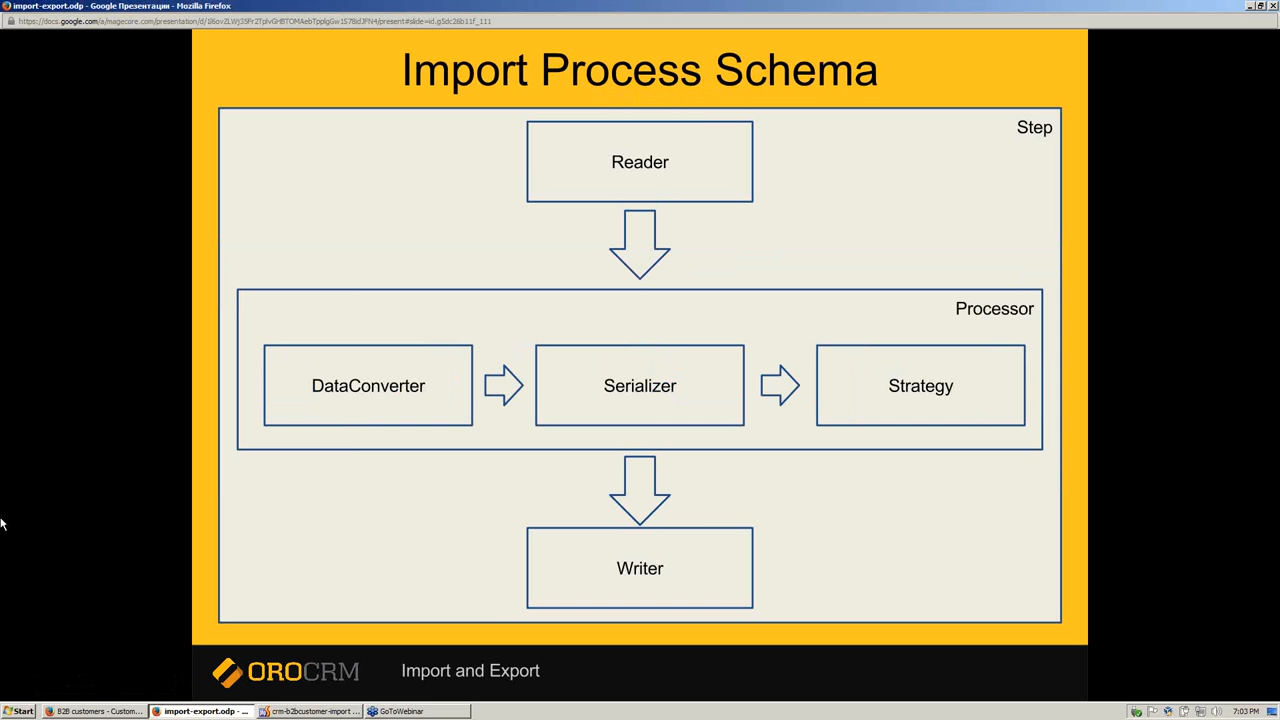 import-export.odp - Google Презентации - Mozilla Firefox
Import Process Schema
Step
Reader
Processor
DataConverter
Serializer
Strategy
Writer
OROCRM
Import and Export
Start
B2B customers - Custom...
import-export.odp - ...
crm-b2bcustomer-import ...
GoToWebinar
7:03 PM